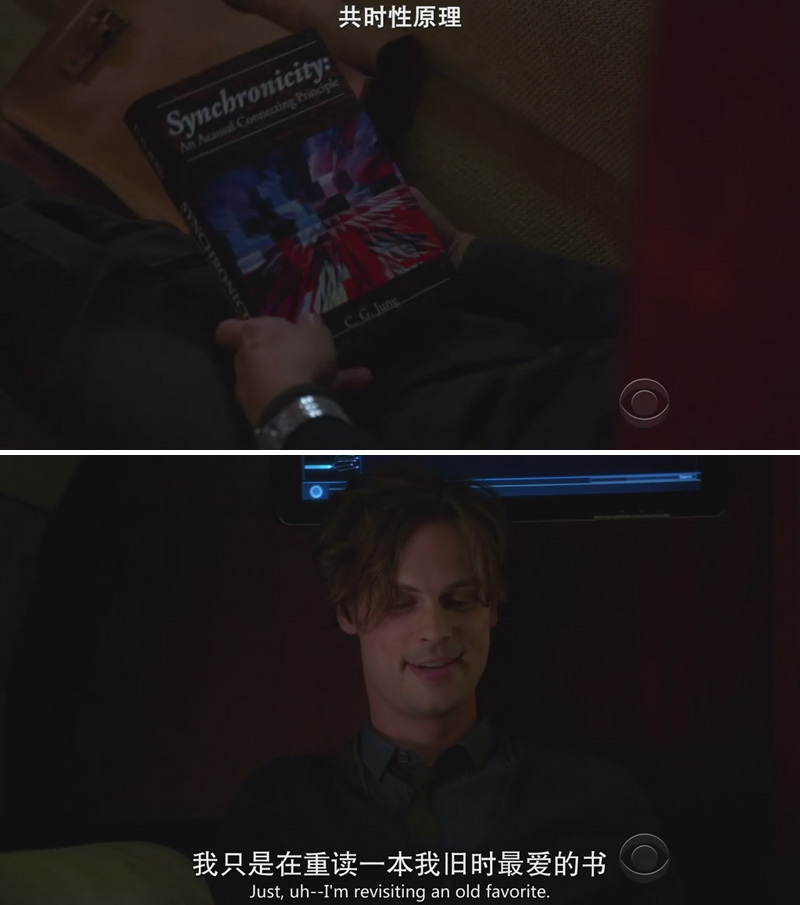 共时性原理
Synchronicity:
An Acausal Connecting Principle
C. G. Jung
我只是在重读一本我旧时最爱的书
Just, uh--I'm revisiting an old favorite.